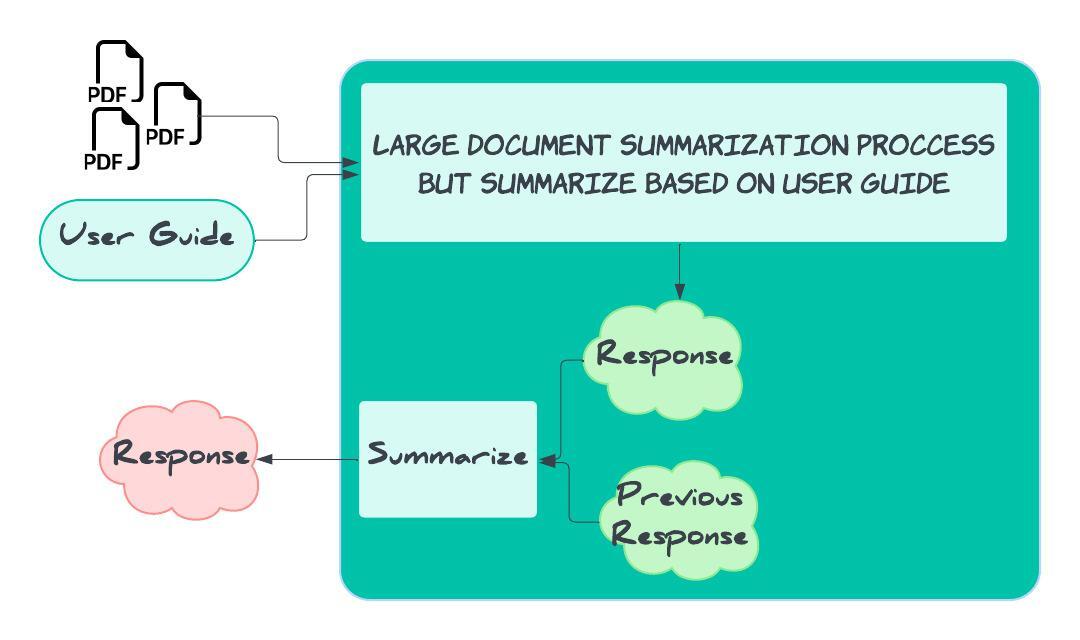 PDF
PDF
PDF
LARGE DOCUMENT SUMMARIZATION PROCCESS
BUT SUMMARIZE BASED ON USER GUIDE
User Guide
Response
Summarize
Response
Previous
Response